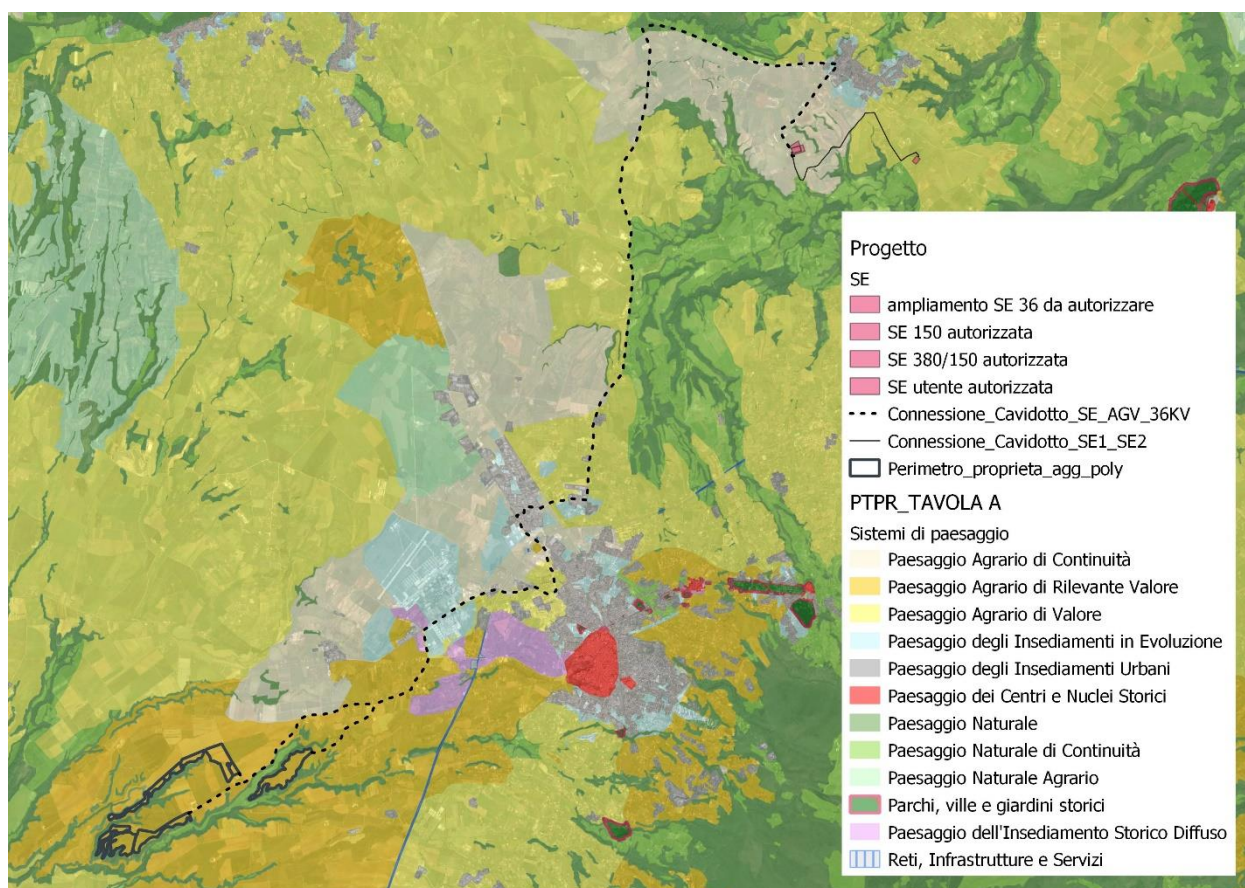 Progetto
SE
ampliamento SE 36 da autorizzare
SE 150 autorizzata
SE 380/150 autorizzata
SE utente autorizzata
Connessione_Cavidotto_SE_AGV_36KV
Connessione_Cavidotto_SE1_SE2
Perimetro_proprieta_agg_poly
PTPR_TAVOLA A
Sistemi di paesaggio
Paesaggio Agrario di Continuità
Paesaggio Agrario di Rilevante Valore
Paesaggio Agrario di Valore
Paesaggio degli Insediamenti in Evoluzione
Paesaggio degli Insediamenti Urbani
Paesaggio dei Centri e Nuclei Storici
Paesaggio Naturale
Paesaggio Naturale di Continuità
Paesaggio Naturale Agrario
Parchi, ville e giardini storici
Paesaggio dell'Insediamento Storico Diffuso
Reti, Infrastrutture e Servizi